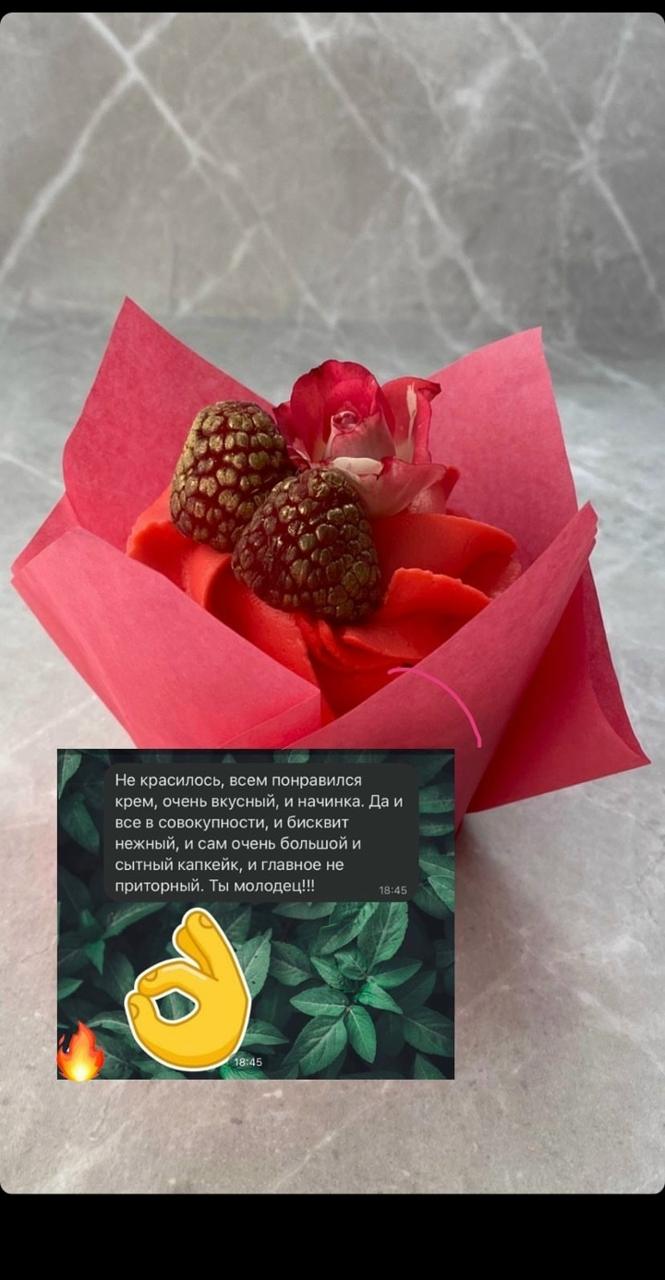 Не красилось, всем понравился
крем, очень вкусный, и начинка. Да и
все в совокупности, и бисквит
нежный, и сам очень большой и
сытный капкейк, и главное не
приторный. Ты молодец!!!
18:45
18:45